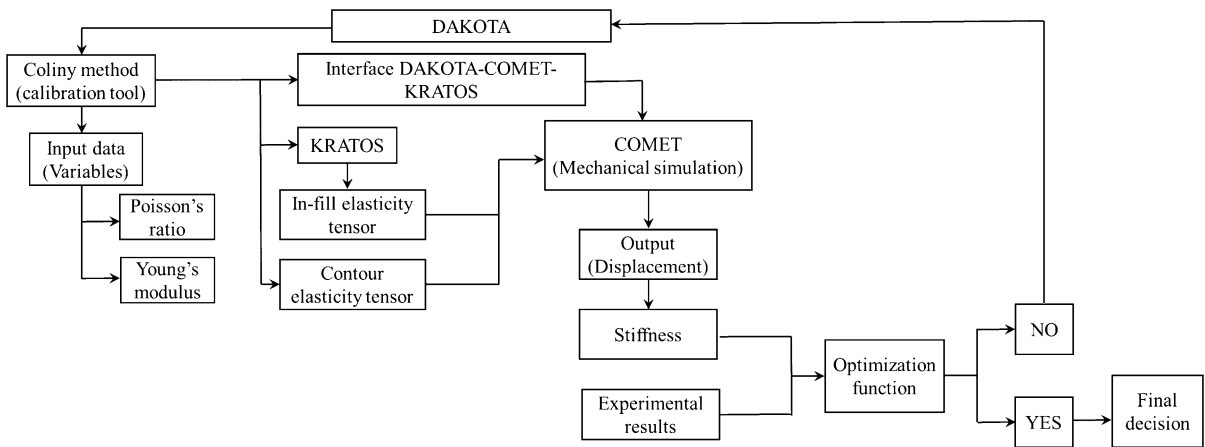 DAKOTA
Coliny method
(calibration tool)
Interface DAKOTA-COMET-
KRATOS
Input data
(Variables)
KRATOS
COMET
(Mechanical simulation)
Poisson's
ratio
In-fill elasticity
tensor
Young's
modulus
Contour
elasticity tensor
Output
(Displacement)
Stiffness
Experimental
results
Optimization
function
NO
YES
Final
decision